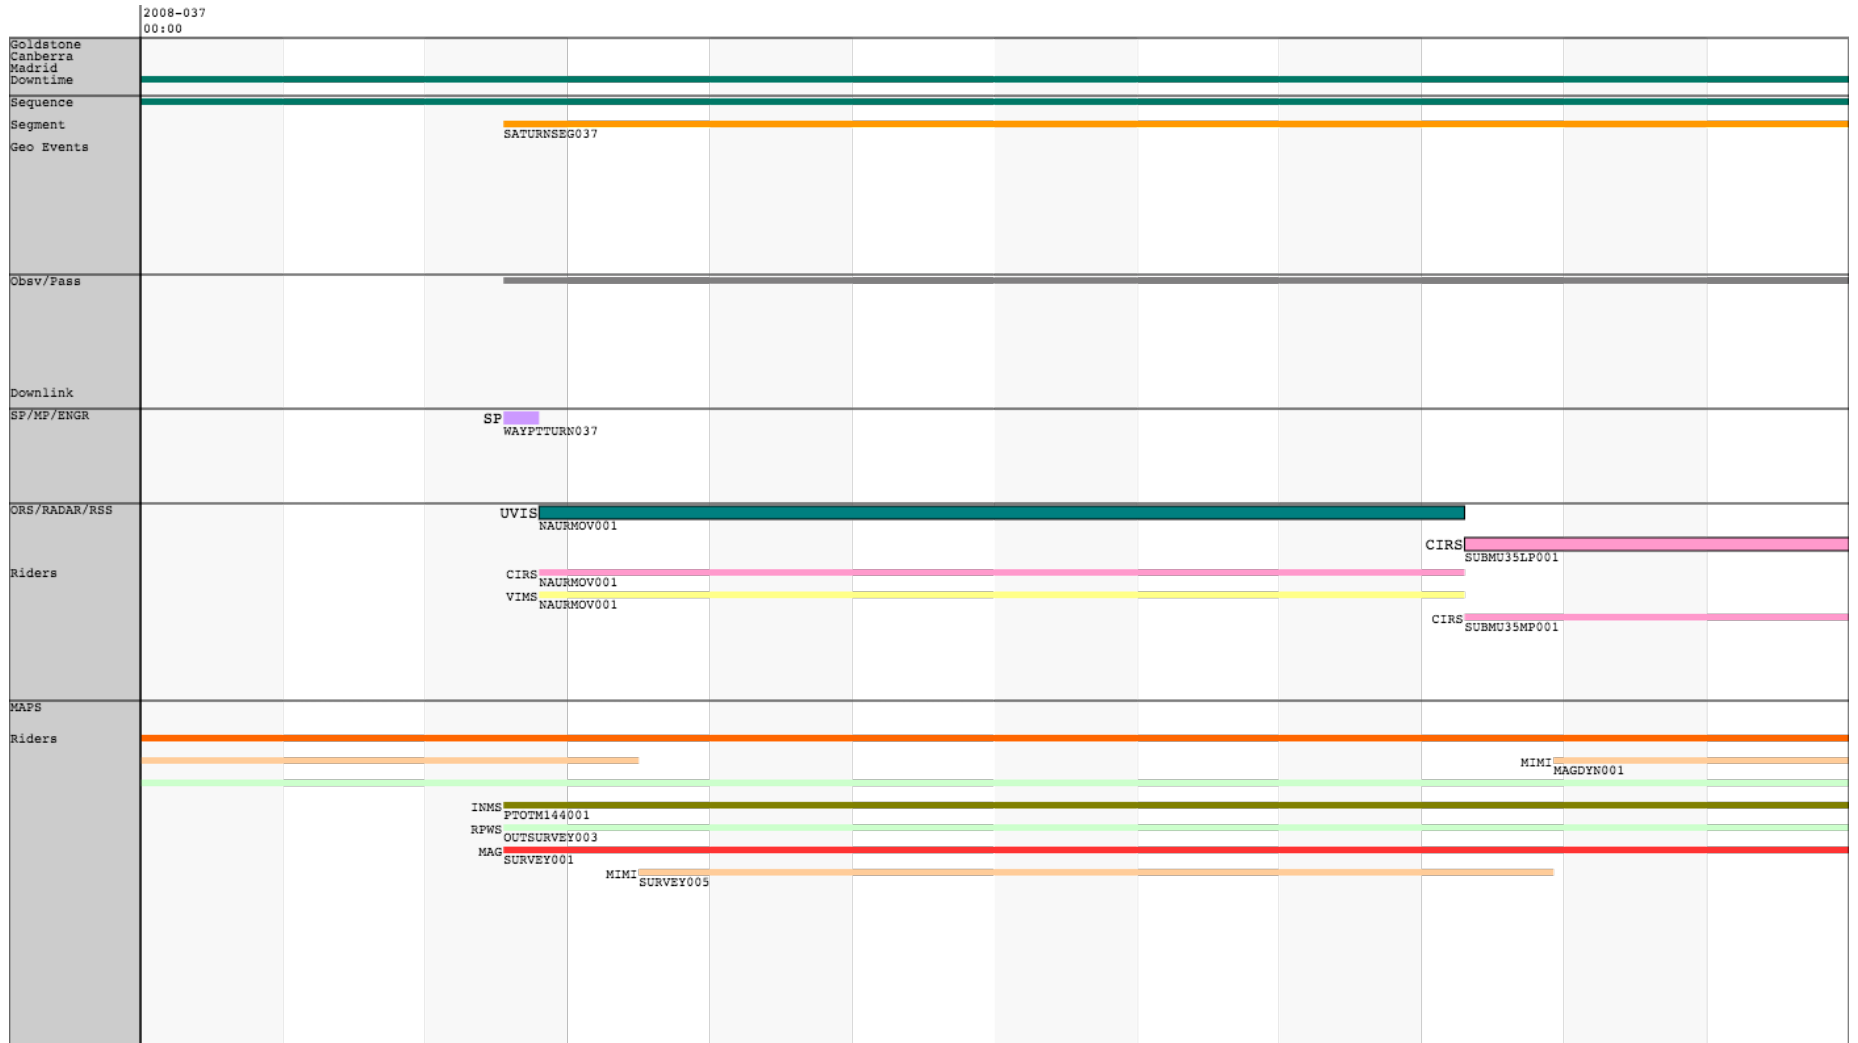 2008-037
00:00
Goldstone
Canberra
Madrid
Downtime
Sequence
Segment
SATURNSEG037
Geo Events
Obsv/Pass
Downlink
SP/MP/ENGR
SP
WAYPTTURN037
ORS/RADAR/RSS
UVIS
NAURMOV001
CIRS
SUBMU35LP001
Riders
CIRS
NAURMOV001
VIMS
NAURMOV001
CIRS
SUBMU35MP001
MAPS
Riders
MIMI
MAGDYN001
INMS
PTOTM144001
RPWS
OUTSURVEY003
MAG
SURVEY001
MIMI
SURVEY005